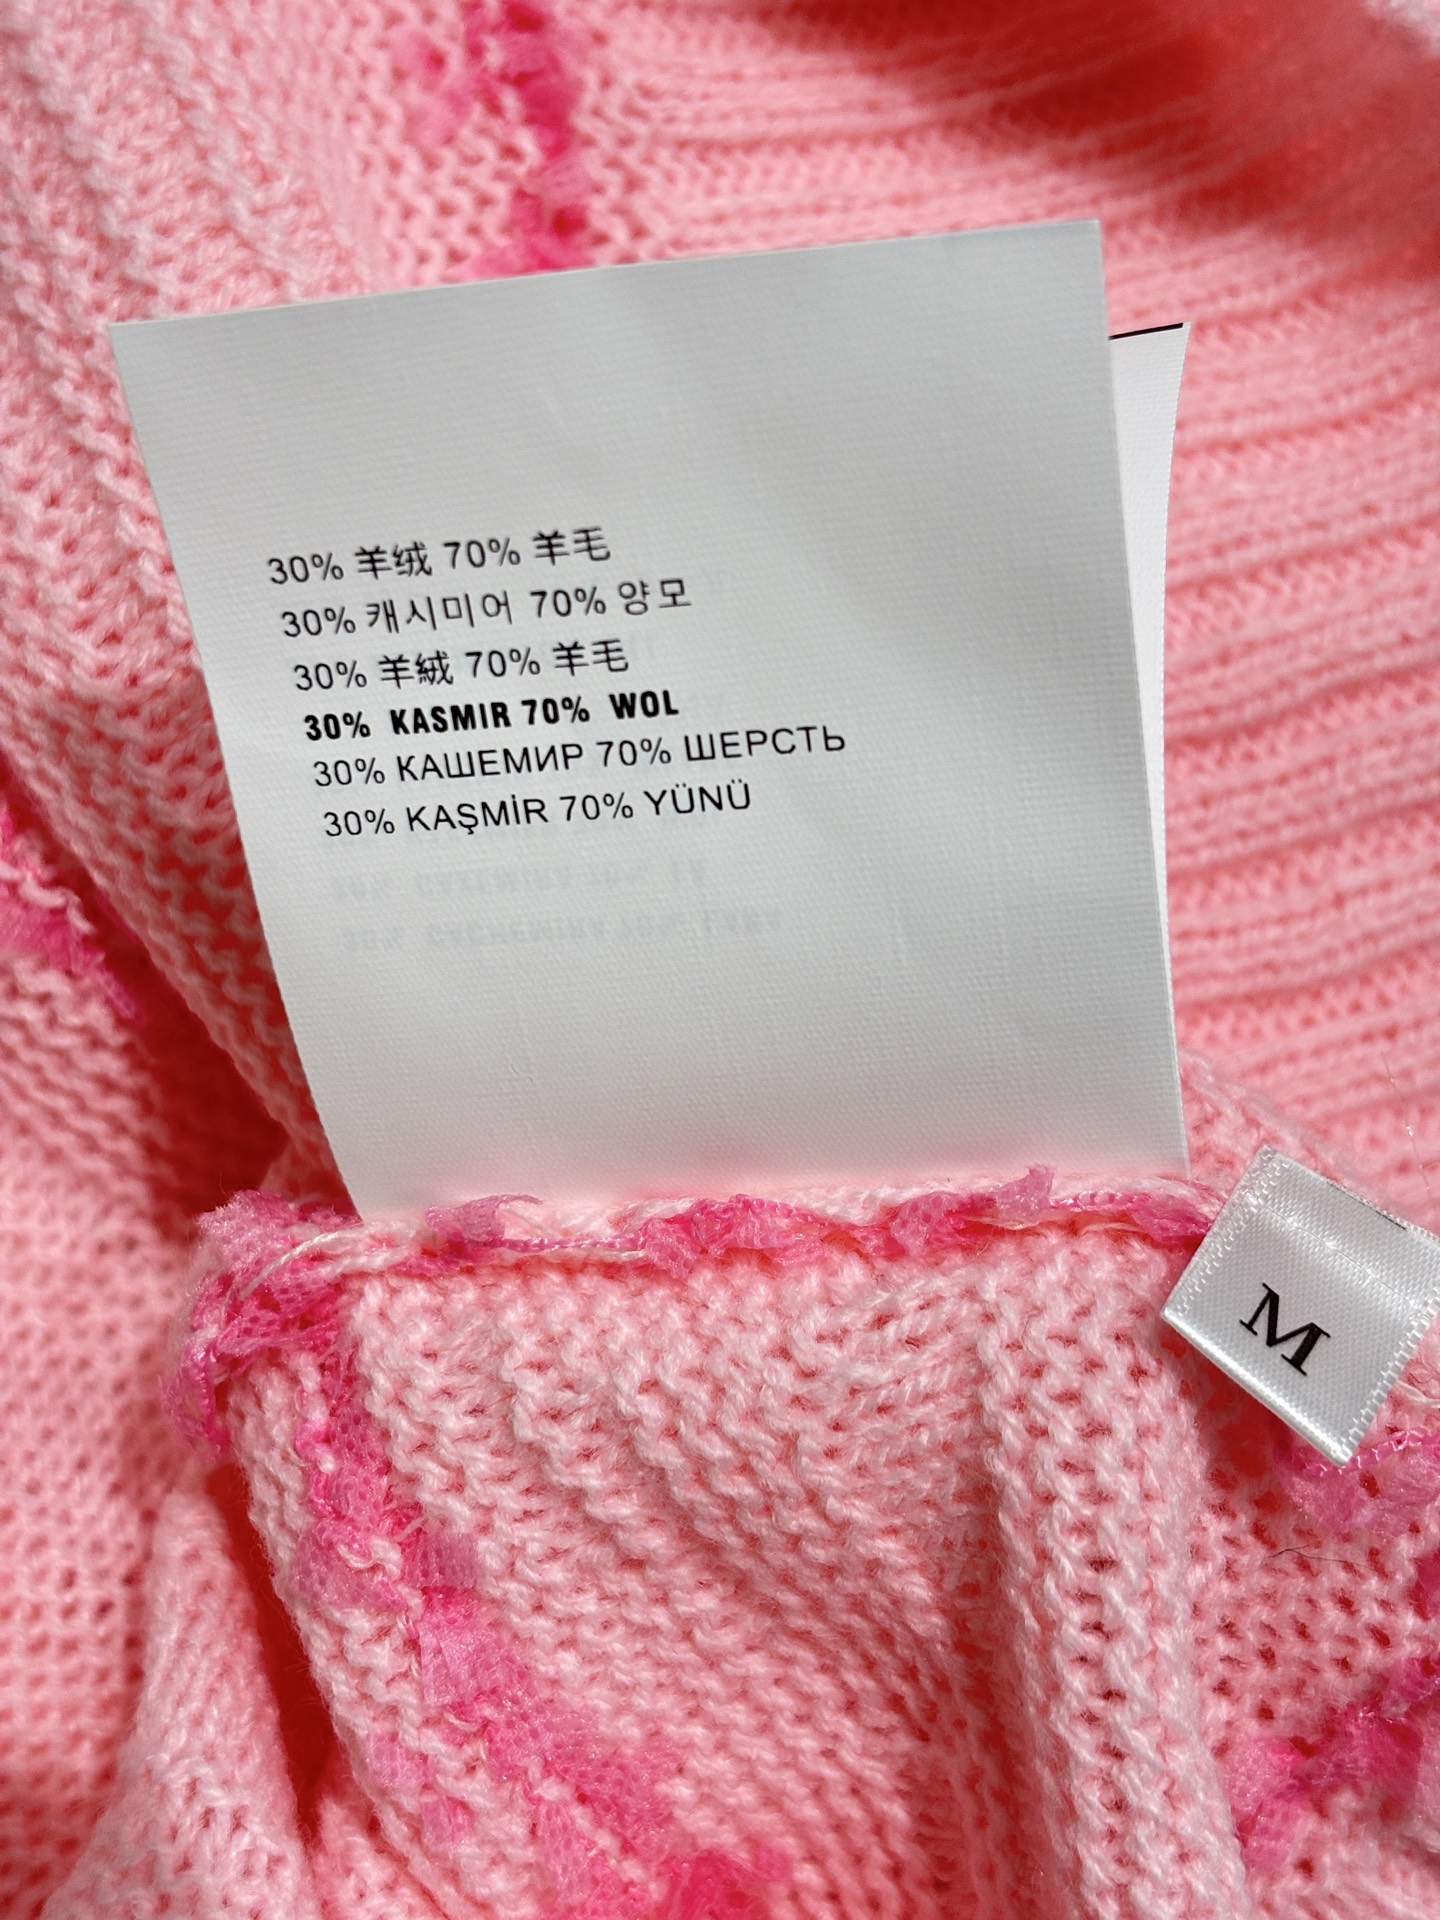 30% 羊绒 70% 羊毛
30% 캐시미어 70% 양모
30% 羊絨 70% 羊毛
30% KASMIR 70% WOL
30% КАШЕМИР 70% ШЕРСТЬ
30% KAŞMİR 70% YÜNÜ
M